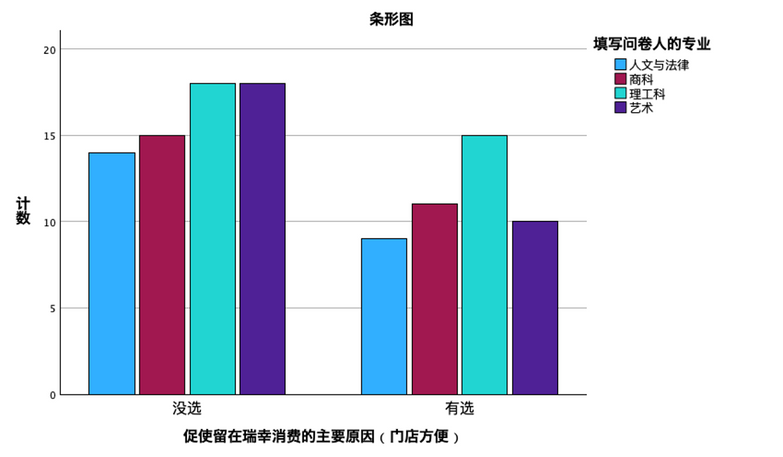 条形图
填写问卷人的专业
人文与法律
商科
理工科
艺术
计数
20
15
10
5
0
没选
有选
促使留在瑞幸消费的主要原因（门店方便）